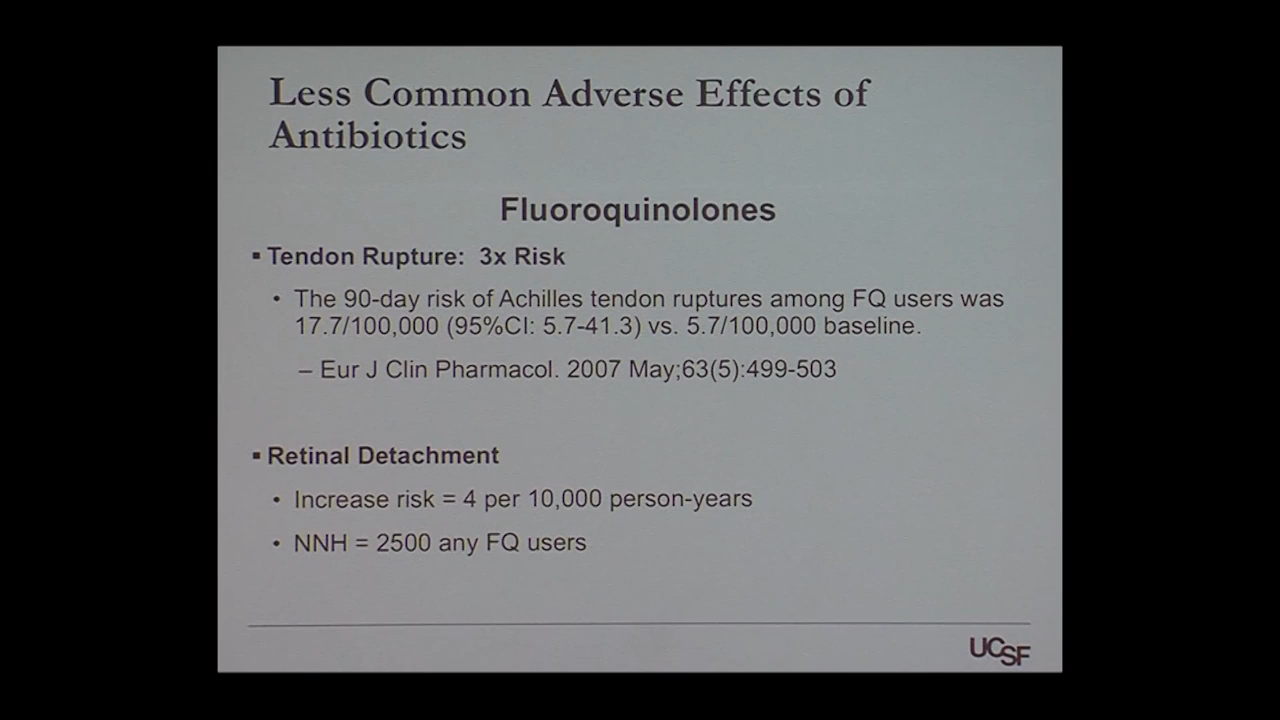 Less Common Adverse Effects of
Antibiotics
Fluoroquinolones
▪ Tendon Rupture: 3x Risk
• The 90-day risk of Achilles tendon ruptures among FQ users was
17.7/100,000 (95%CI: 5.7-41.3) vs. 5.7/100,000 baseline.
– Eur J Clin Pharmacol. 2007 May;63(5):499-503
▪ Retinal Detachment
• Increase risk = 4 per 10,000 person-years
• NNH = 2500 any FQ users
UCSF